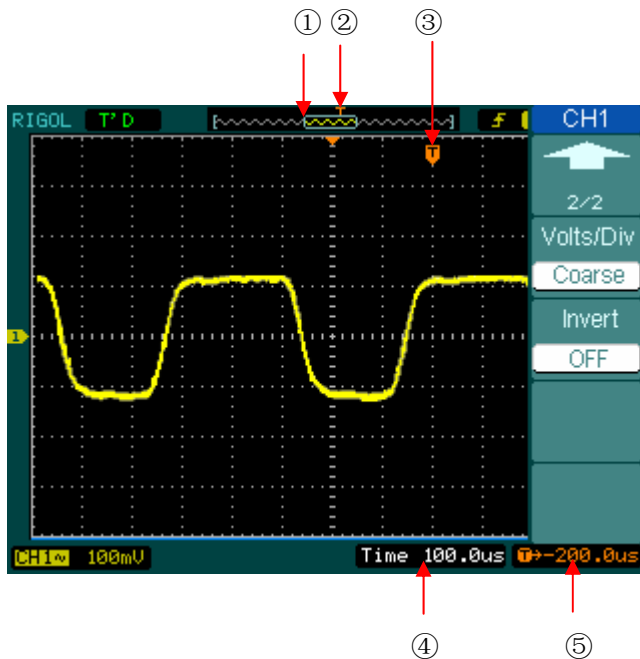 ① ② ③
T
RIGOL T'D CH1
T
2/2
Volts/Div
Coarse
Invert
1
OFF
CH1~ 100mV Time 100.0us T→-200.0us
④ ⑤